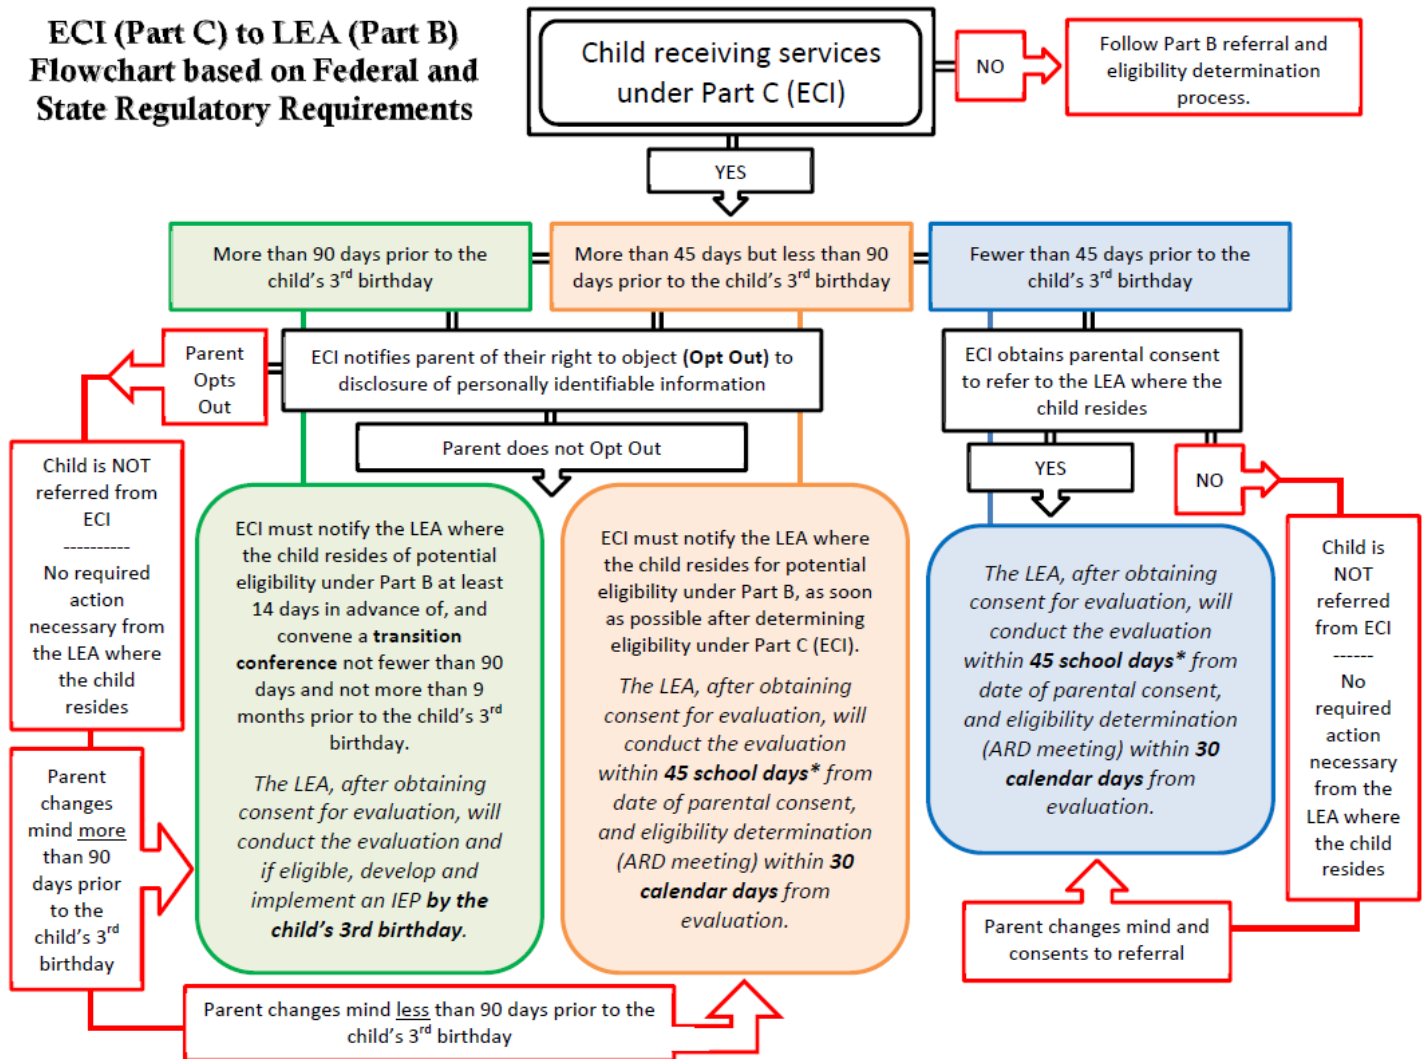 ECI (Part C) to LEA (Part B)
Flowchart based on Federal and
State Regulatory Requirements
Child receiving services
under Part C (ECI)
NO
Follow Part B referral and
eligibility determination
process.
YES
More than 90 days prior to the
child’s 3rd birthday
More than 45 days but less than 90
days prior to the child’s 3rd birthday
Fewer than 45 days prior to the
child’s 3rd birthday
Parent
Opts
Out
ECI notifies parent of their right to object (Opt Out) to
disclosure of personally identifiable information
ECI obtains parental consent
to refer to the LEA where the
child resides
Parent does not Opt Out
YES
NO
Child is NOT
referred from
ECI
----------
No required
action
necessary from
the LEA where
the child
resides
ECI must notify the LEA where
the child resides of potential
eligibility under Part B at least
14 days in advance of, and
convene a transition
conference not fewer than 90
days and not more than 9
months prior to the child’s 3rd
birthday.
The LEA, after obtaining
consent for evaluation, will
conduct the evaluation and
if eligible, develop and
implement an IEP by the
child’s 3rd birthday.
ECI must notify the LEA where
the child resides for potential
eligibility under Part B, as soon
as possible after determining
eligibility under Part C (ECI).
The LEA, after obtaining
consent for evaluation, will
conduct the evaluation
within 45 school days* from
date of parental consent,
and eligibility determination
(ARD meeting) within 30
calendar days from
evaluation.
The LEA, after obtaining
consent for evaluation, will
conduct the evaluation
within 45 school days* from
date of parental consent,
and eligibility determination
(ARD meeting) within 30
calendar days from
evaluation.
Child is
NOT
referred
from ECI
------
No
required
action
necessary
from the
LEA where
the child
resides
Parent
changes
mind more
than 90
days prior
to the
child’s 3rd
birthday
Parent changes mind and
consents to referral
Parent changes mind less than 90 days prior to the
child’s 3rd birthday